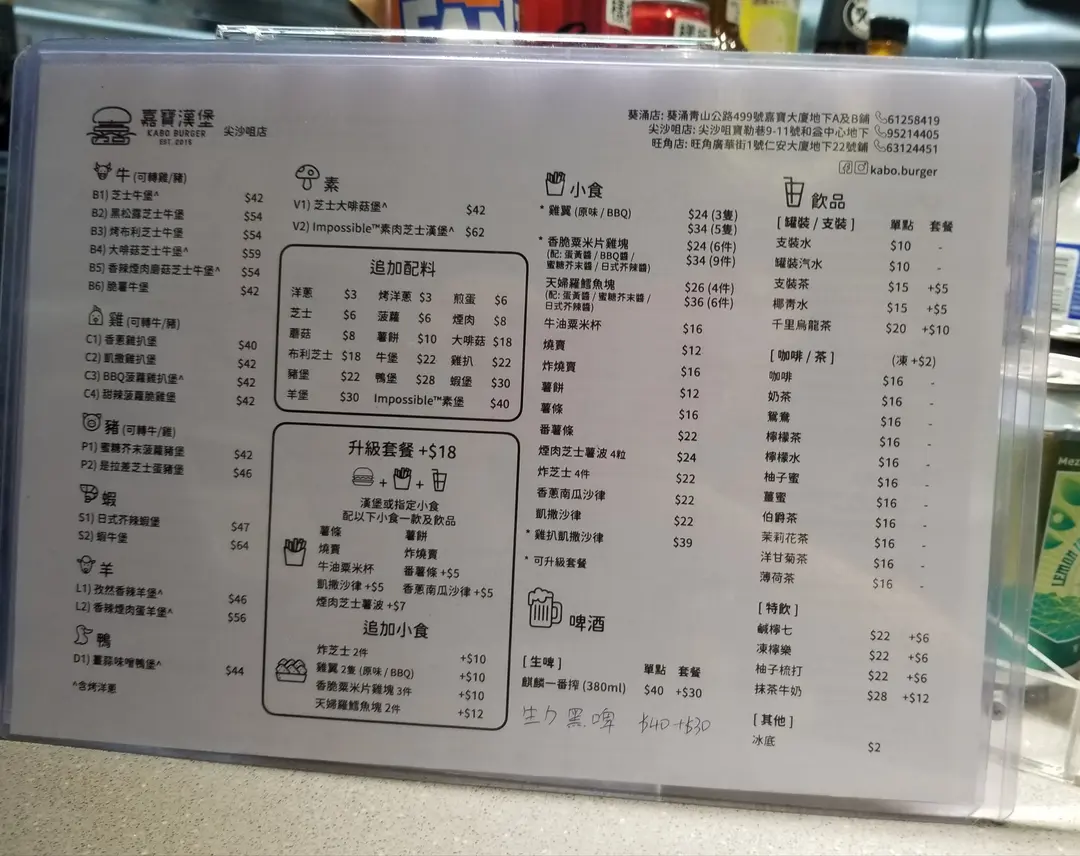 嘉寶漢堡
KABO BURGER
EST. 2015
尖沙咀店
葵涌店: 葵涌青山公路499號嘉寶大廈地下A及B舖 61258419
尖沙咀店: 尖沙咀寶勒巷9-11號和益中心地下 95214405
旺角店: 旺角廣華街1號仁安大廈地下22號舖 63124451
kabo.burger
牛 (可轉雞/豬)
B1) 芝士牛堡^ $42
B2) 黑松露芝士牛堡 $54
B3) 烤布利芝士牛堡 $54
B4) 大啡菇芝士牛堡^ $59
B5) 香辣煙肉蘑菇芝士牛堡^ $54
B6) 脆薯牛堡 $42
雞 (可轉牛/豬)
C1) 香蔥雞扒堡 $40
C2) 凱撒雞扒堡 $42
C3) BBQ菠蘿雞扒堡^ $42
C4) 甜辣菠蘿脆雞堡 $42
豬 (可轉牛/雞)
P1) 蜜糖芥末菠蘿豬堡 $42
P2) 是拉差芝士蛋豬堡 $46
蝦
S1) 日式芥辣蝦堡 $47
S2) 蝦牛堡 $64
羊
L1) 孜然香辣羊堡^ $46
L2) 香辣煙肉蛋羊堡^ $56
鴨
D1) 薑蒜味噌鴨堡^ $44
^含烤洋蔥
素
V1) 芝士大啡菇堡^ $42
V2) Impossible™素肉芝士漢堡^ $62
追加配料
洋蔥 $3 烤洋蔥 $3 煎蛋 $6
芝士 $6 菠蘿 $6 煙肉 $8
蘑菇 $8 薯餅 $10 大啡菇 $18
布利芝士 $18 牛堡 $22 雞扒 $22
豬堡 $22 鴨堡 $28 蝦堡 $30
羊堡 $30 Impossible™素堡 $40
升級套餐 +$18
+ +
漢堡或指定小食
配以下小食一款及飲品
薯條 薯餅
燒賣 炸燒賣
牛油粟米杯 番薯條 +$5
凱撒沙律 +$5 香蔥南瓜沙律 +$5
煙肉芝士薯波 +$7
追加小食
炸芝士 2件 +$10
雞翼 2隻 (原味 / BBQ) +$10
香脆粟米片雞塊 3件 +$10
天婦羅鱈魚塊 2件 +$12
小食
* 雞翼 (原味 / BBQ) $24 (3隻)
$34 (5隻)
* 香脆粟米片雞塊 $24 (6件)
(配: 蛋黃醬 / BBQ醬 / $34 (9件)
蜜糖芥末醬 / 日式芥辣醬)
天婦羅鱈魚塊 $26 (4件)
(配: 蛋黃醬 / 蜜糖芥末醬 / $36 (6件)
日式芥辣醬)
牛油粟米杯 $16
燒賣 $12
炸燒賣 $16
薯餅 $12
薯條 $16
番薯條 $22
煙肉芝士薯波 4粒 $24
炸芝士 4件 $22
香蔥南瓜沙律 $22
凱撒沙律 $22
* 雞扒凱撒沙律 $39
* 可升級套餐
啤酒
[ 生啤 ] 單點 套餐
麒麟一番搾 (380ml) $40 +$30
生力黑啤 $40 +$30
飲品
[ 罐裝 / 支裝 ] 單點 套餐
支裝水 $10 -
罐裝汽水 $10 -
支裝茶 $15 +$5
椰青水 $15 +$5
千里烏龍茶 $20 +$10
[ 咖啡 / 茶 ] (凍 +$2)
咖啡 $16 -
奶茶 $16 -
鴛鴦 $16 -
檸檬茶 $16 -
檸檬水 $16 -
柚子蜜 $16 -
薑蜜 $16 -
伯爵茶 $16 -
茉莉花茶 $16 -
洋甘菊茶 $16 -
薄荷茶 $16 -
[ 特飲 ]
鹹檸七 $22 +$6
凍檸樂 $22 +$6
柚子梳打 $22 +$6
抹茶牛奶 $28 +$12
[ 其他 ]
冰底 $2